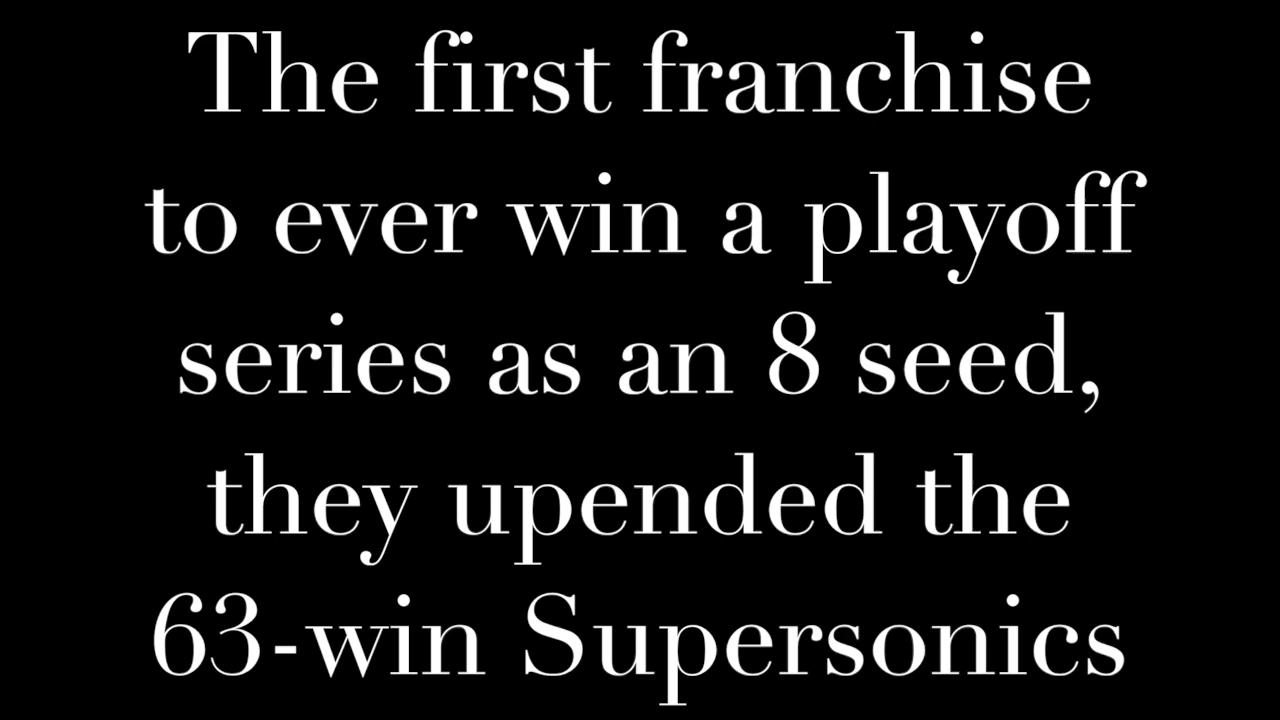 The first franchise
to ever win a playoff
series as an 8 seed,
they upended the
63-win Supersonics